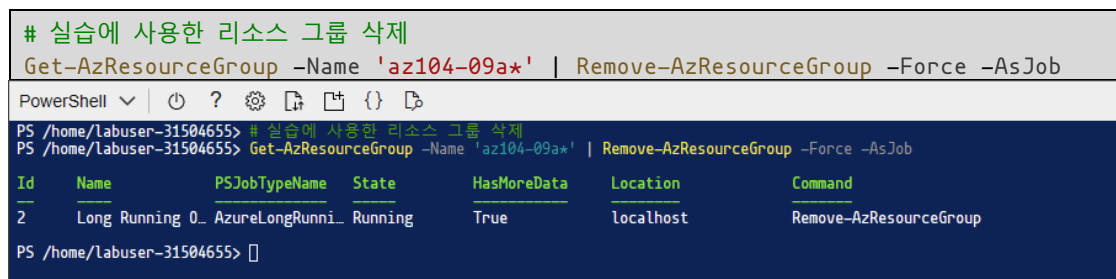 # 실습에 사용한 리소스 그룹 삭제
Get-AzResourceGroup -Name 'az104-09a*' | Remove-AzResourceGroup -Force -AsJob
PowerShell
PS /home/labuser-31504655> # 실습에 사용한 리소스 그룹 삭제
PS /home/labuser-31504655> Get-AzResourceGroup -Name 'az104-09a*' | Remove-AzResourceGroup -Force -AsJob
Id Name PSJobTypeName State HasMoreData Location Command
-- ---- ------------- ----- ----------- -------- -------
2 Long Running O… AzureLongRunni… Running True localhost Remove-AzResourceGroup
PS /home/labuser-31504655>